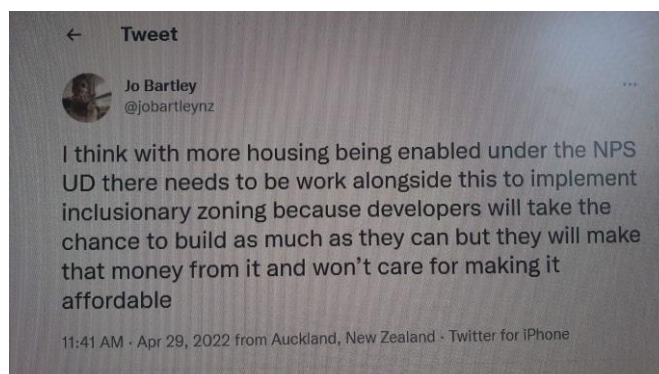 ← Tweet
Jo Bartley
@jobartleynz
...
I think with more housing being enabled under the NPS
UD there needs to be work alongside this to implement
inclusionary zoning because developers will take the
chance to build as much as they can but they will make
that money from it and won't care for making it
affordable
11:41 AM · Apr 29, 2022 from Auckland, New Zealand · Twitter for iPhone